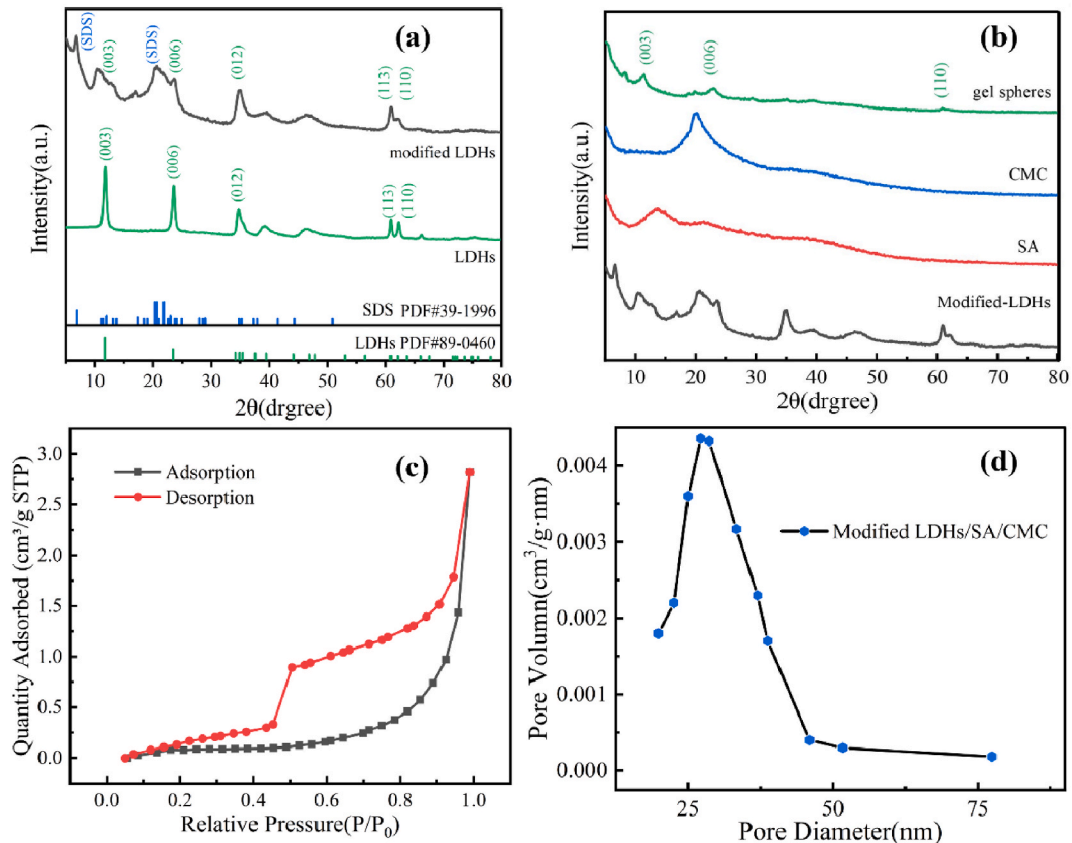 (a)
(SDS)
(003)
(SDS)
(006)
(012)
(113)
(110)
modified LDHs
(003)
(006)
(012)
(113)
(110)
LDHs
SDS PDF#39-1996
LDHs PDF#89-0460
Intensity(a.u.)
10 20 30 40 50 60 70 80
2θ(drgree)
(b)
(003)
(006)
(110)
gel spheres
CMC
SA
Modified-LDHs
Intensity(a.u.)
10 20 30 40 50 60 70 80
2θ(drgree)
(c)
Adsorption
Desorption
Quantity Adsorbed (cm³/g STP)
3.0
2.5
2.0
1.5
1.0
0.5
0.0
0.0 0.2 0.4 0.6 0.8 1.0
Relative Pressure(P/P₀)
(d)
Modified LDHs/SA/CMC
Pore Volumn(cm³/g·nm)
0.004
0.003
0.002
0.001
0.000
25 50 75
Pore Diameter(nm)